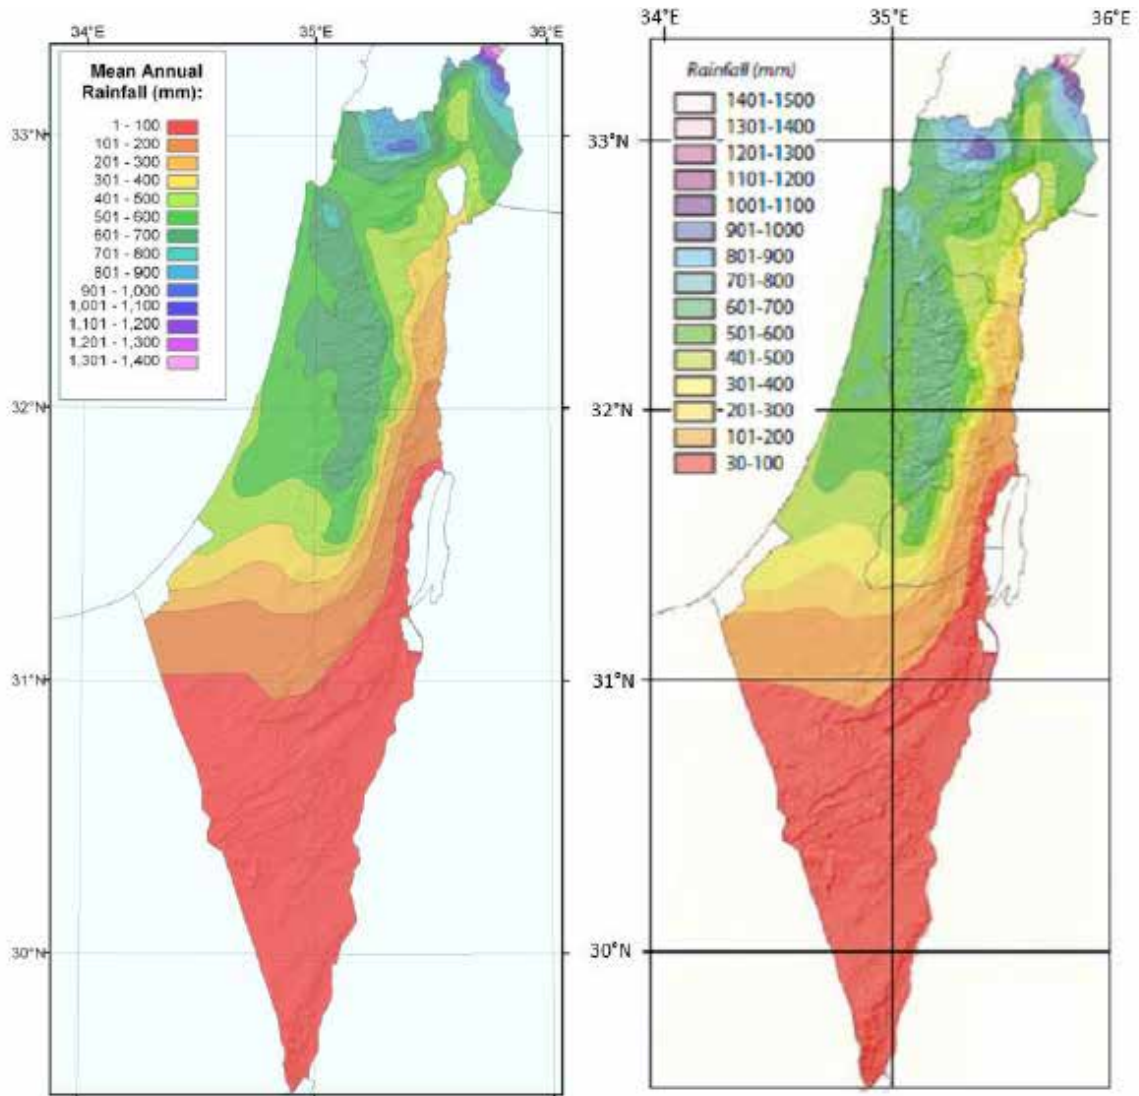 34°E 35°E 36°E
Mean Annual
Rainfall (mm):
1 - 100
101 - 200
201 - 300
301 - 400
401 - 500
501 - 600
601 - 700
701 - 800
801 - 900
901 - 1,000
1,001 - 1,100
1,101 - 1,200
1,201 - 1,300
1,301 - 1,400
33°N
32°N
31°N
30°N
34°E 35°E 36°E
Rainfall (mm)
1401-1500
1301-1400
1201-1300
1101-1200
1001-1100
901-1000
801-900
701-800
601-700
501-600
401-500
301-400
201-300
101-200
30-100
33°N
32°N
31°N
30°N